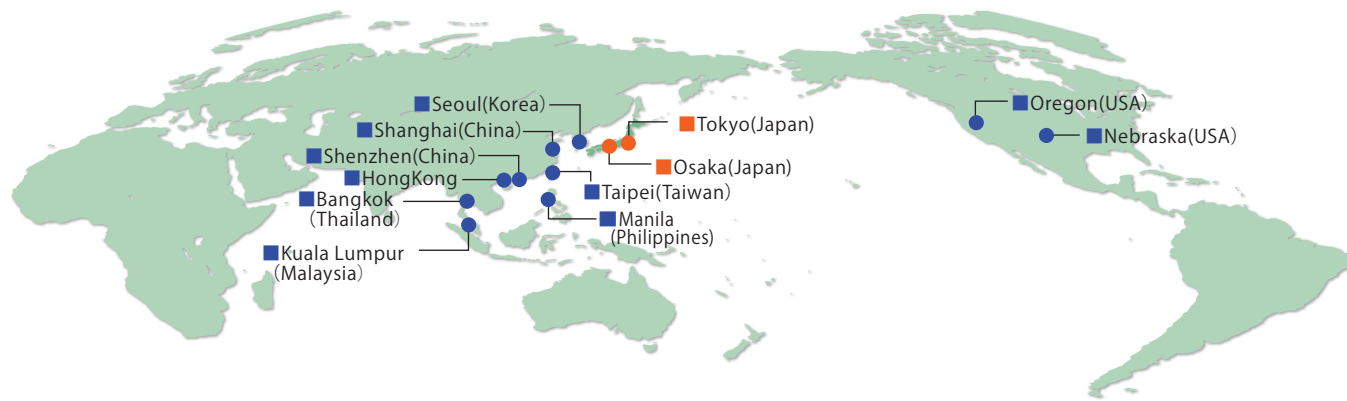 Seoul(Korea）
Shanghai(China）
Shenzhen(China）
HongKong
Bangkok
（Thailand）
Kuala Lumpur
(Malaysia）
Tokyo(Japan）
Osaka(Japan）
Taipei(Taiwan）
Manila
(Philippines）
Oregon(USA）
Nebraska(USA）